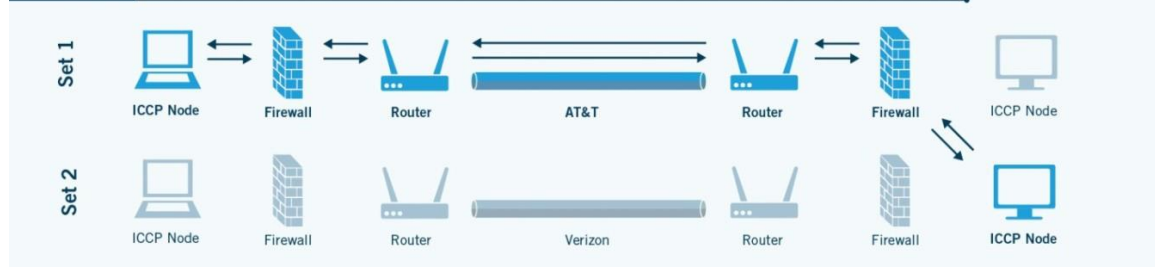 Set 1
ICCP Node
Firewall
Router
AT&T
Router
Firewall
ICCP Node
Set 2
ICCP Node
Firewall
Router
Verizon
Router
Firewall
ICCP Node